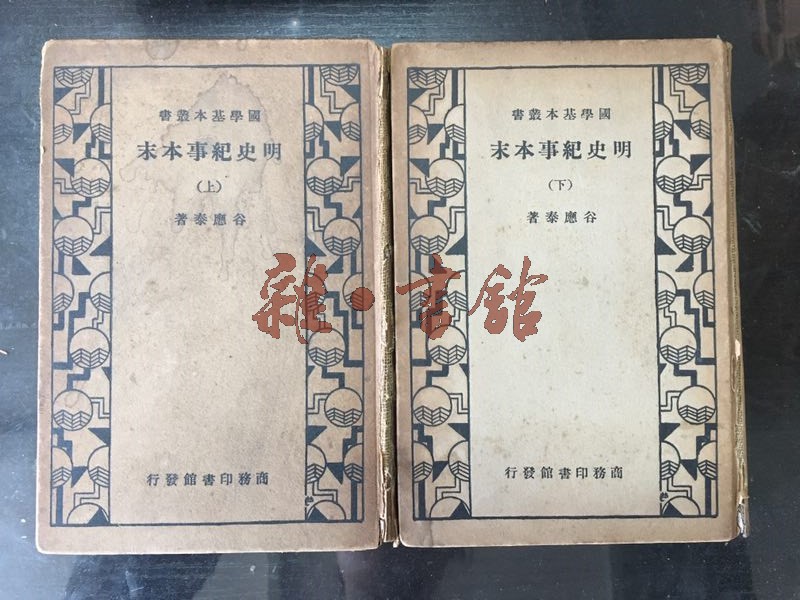 國學基本叢書
明史紀事本末
(上)
谷應泰著
商務印書館發行
國學基本叢書
明史紀事本末
(下)
谷應泰著
商務印書館發行
雜·書館